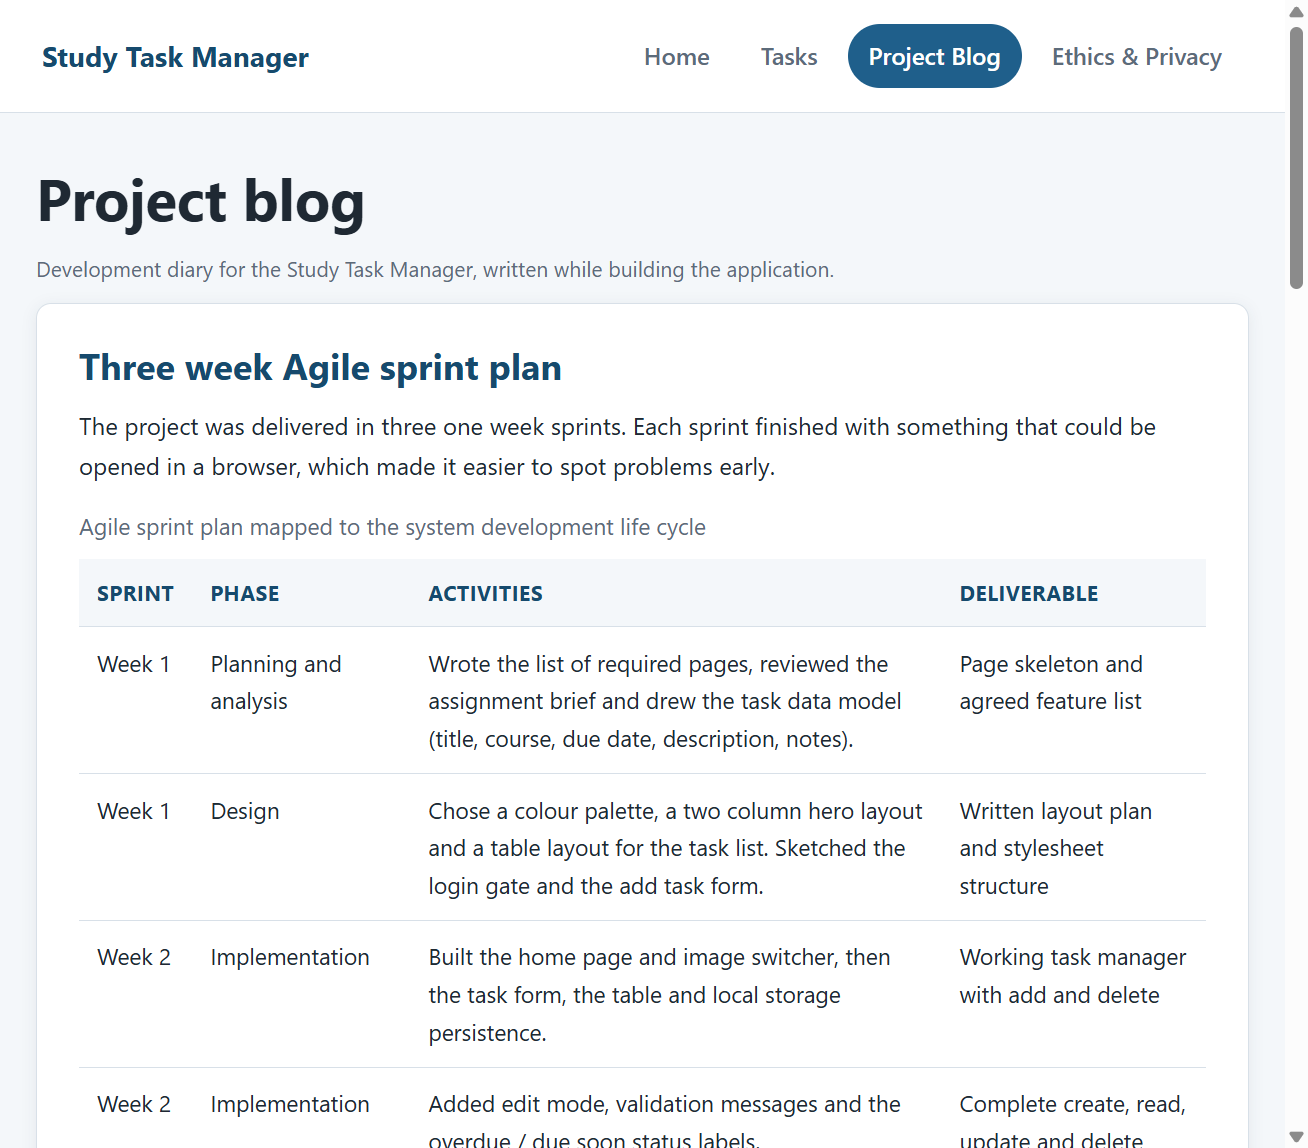 Study Task Manager
Home
Tasks
Project Blog
Ethics & Privacy
Project blog
Development diary for the Study Task Manager, written while building the application.
Three week Agile sprint plan
The project was delivered in three one week sprints. Each sprint finished with something that could be
opened in a browser, which made it easier to spot problems early.
Agile sprint plan mapped to the system development life cycle
SPRINT
PHASE
ACTIVITIES
DELIVERABLE
Week 1
Planning and
analysis
Wrote the list of required pages, reviewed the
assignment brief and drew the task data model
(title, course, due date, description, notes).
Page skeleton and
agreed feature list
Week 1
Design
Chose a colour palette, a two column hero layout
and a table layout for the task list. Sketched the
login gate and the add task form.
Written layout plan
and stylesheet
structure
Week 2
Implementation
Built the home page and image switcher, then
the task form, the table and local storage
persistence.
Working task manager
with add and delete
Week 2
Implementation
Added edit mode, validation messages and the
overdue / due soon status labels.
Complete create, read,
update and delete